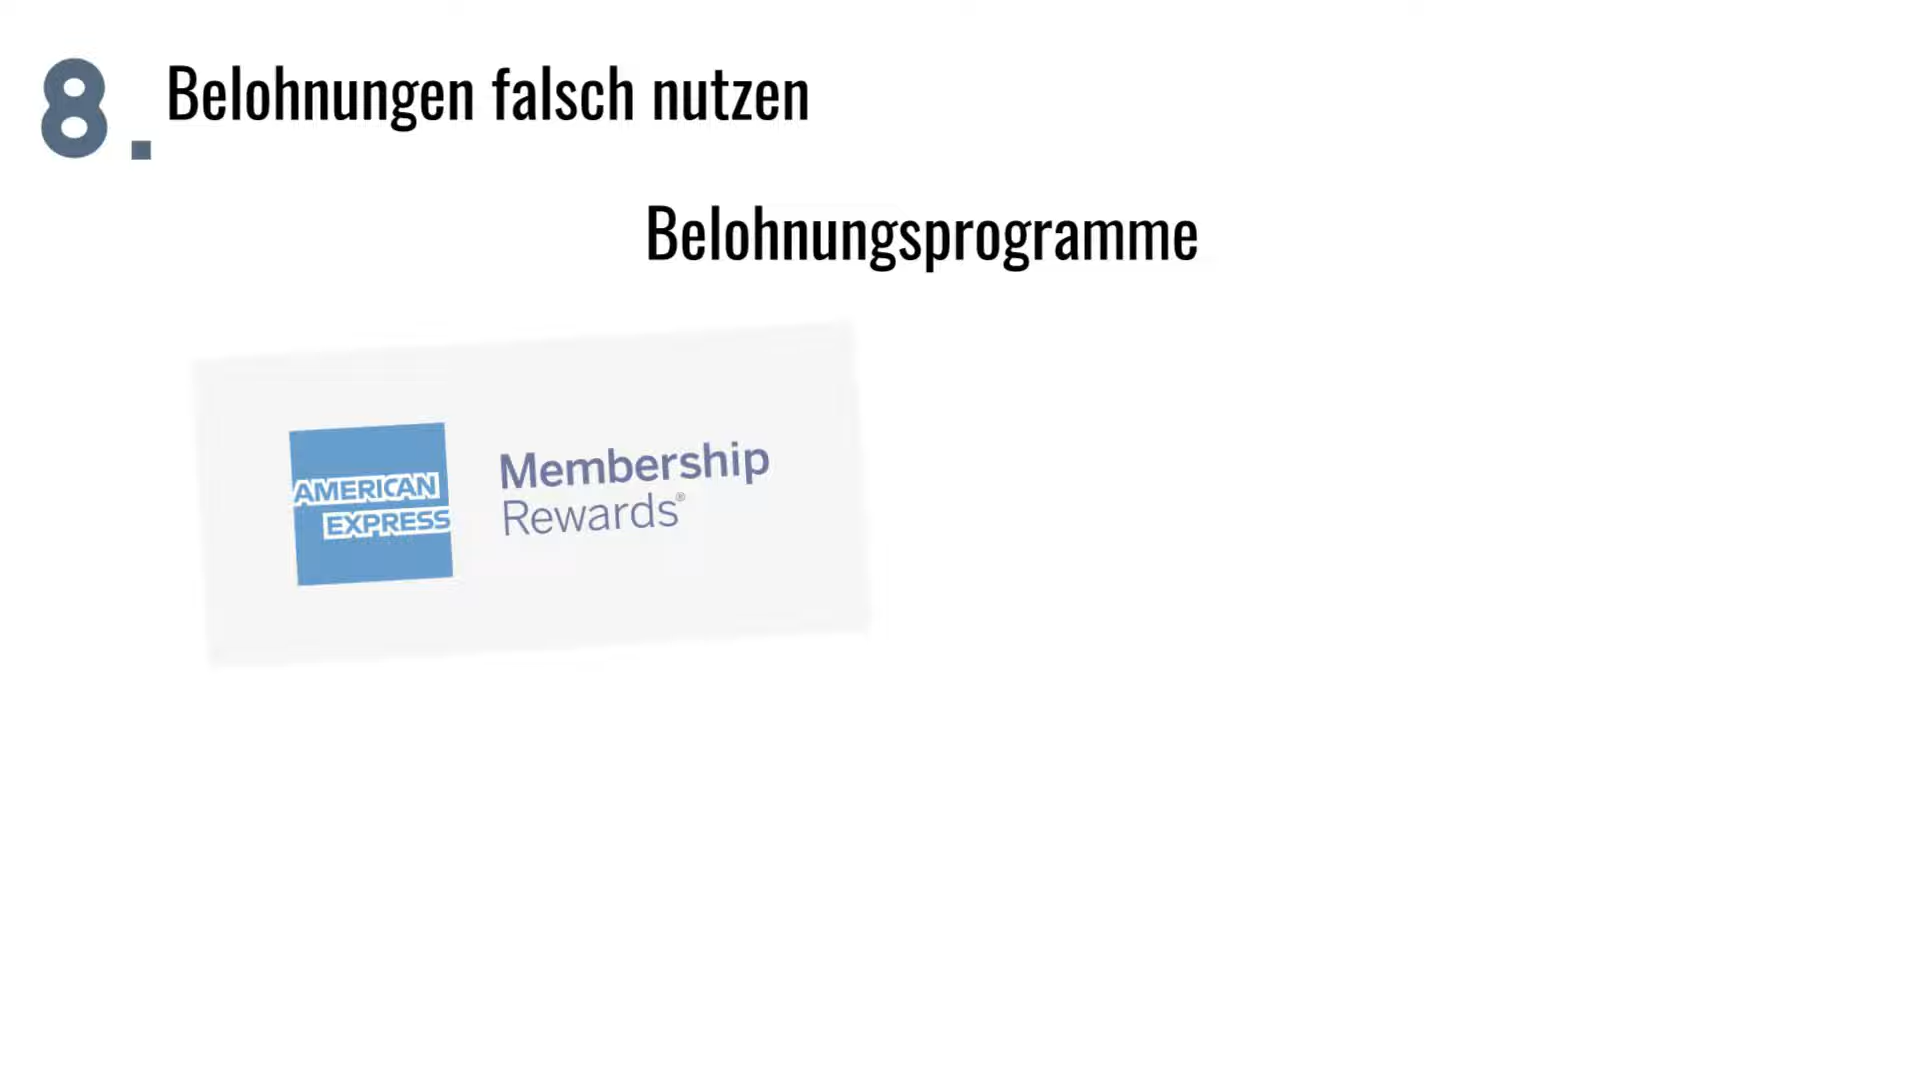 8. Belohnungen falsch nutzen
Belohnungsprogramme
AMERICAN
EXPRESS
Membership
Rewards®